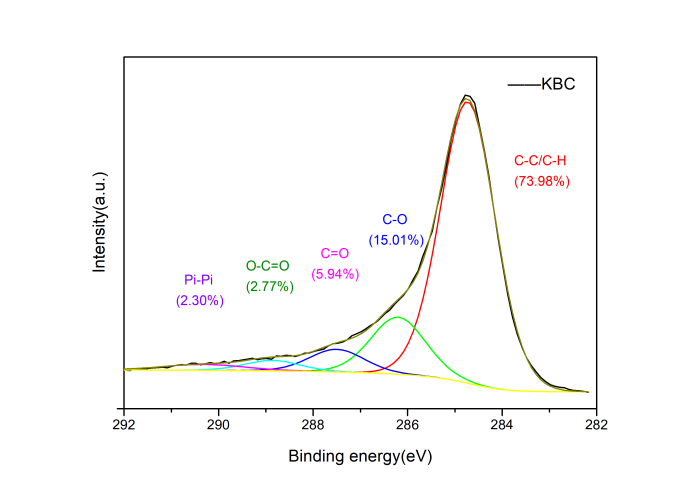 KBC
C-C/C-H
(73.98%)
C-O
(15.01%)
C=O
(5.94%)
O-C=O
(2.77%)
Pi-Pi
(2.30%)
Intensity(a.u.)
292 290 288 286 284 282
Binding energy(eV)